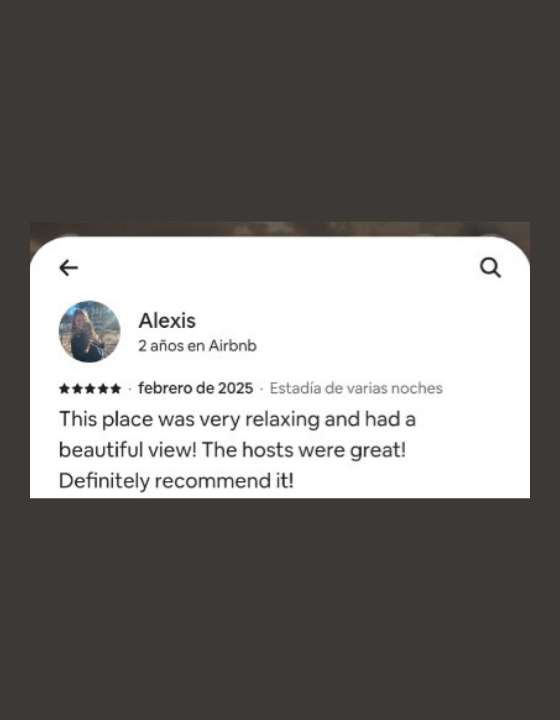 Alexis
2 años en Airbnb
★★★★★ · febrero de 2025 · Estadía de varias noches
This place was very relaxing and had a
beautiful view! The hosts were great!
Definitely recommend it!